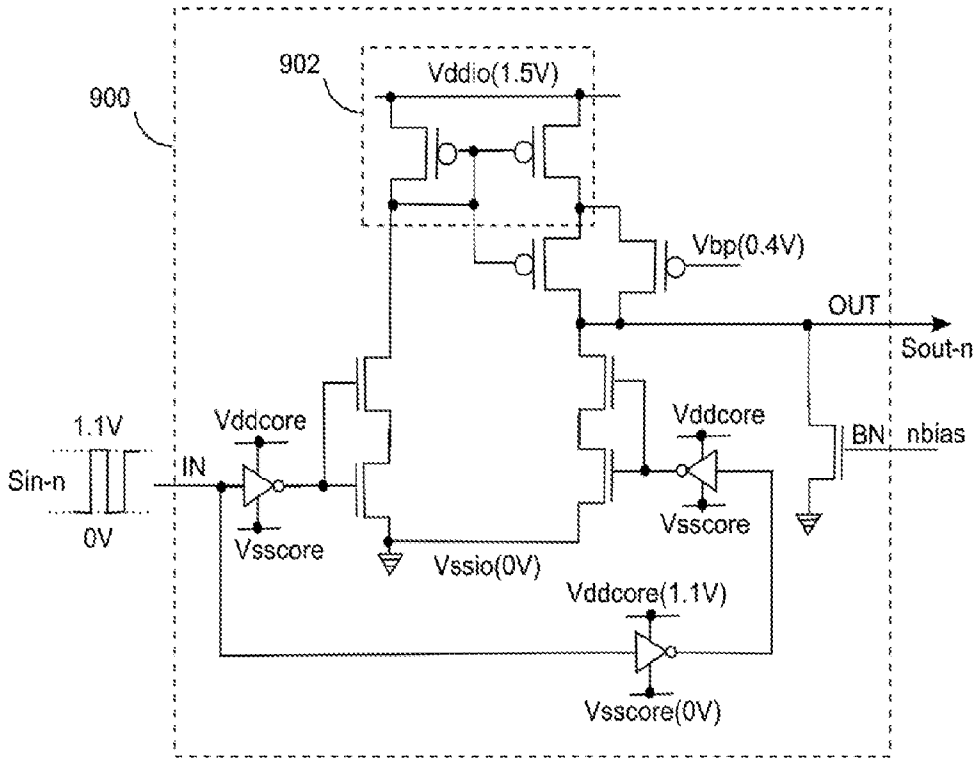 902
Vddio(1.5V)
900
Vbp(0.4V)
OUT
Sout-n
1.1V
Vddcore
Vddcore
BN nbias
Sin-n
IN
0V
Vsscore
Vsscore
Vssio(0V)
Vddcore(1.1V)
Vsscore(0V)